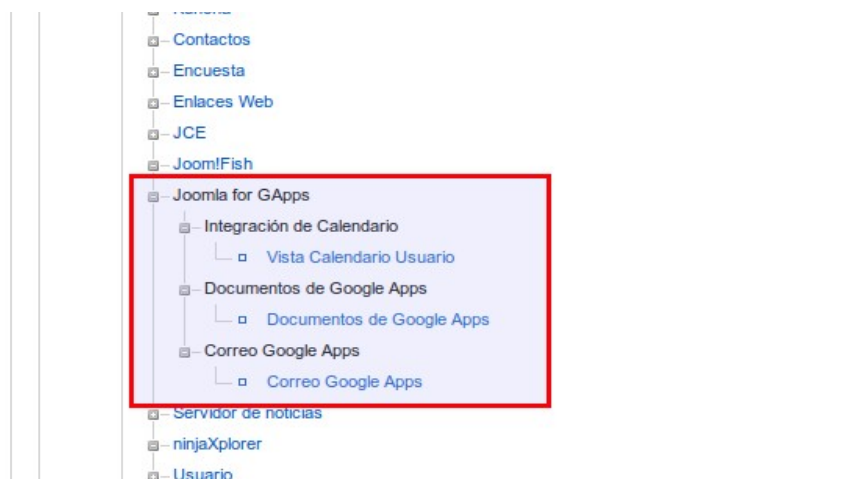 Contactos
Encuesta
Enlaces Web
JCE
Joom!Fish
Joomla for GApps
Integración de Calendario
Vista Calendario Usuario
Documentos de Google Apps
Documentos de Google Apps
Correo Google Apps
Correo Google Apps
Servidor de noticias
ninjaXplorer
Usuario